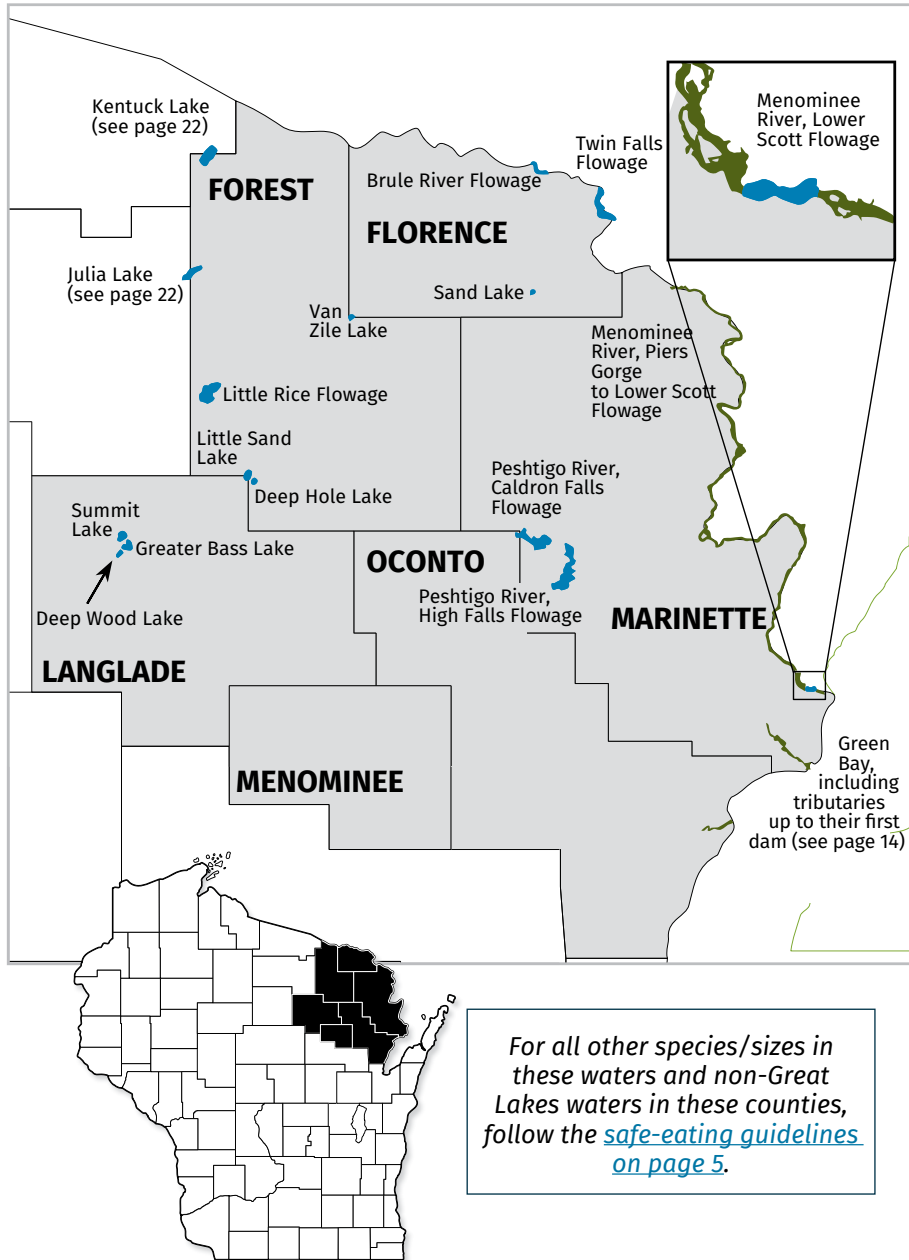 Kentuck Lake
(see page 22)
FOREST
Brule River Flowage
Twin Falls
Flowage
Menominee
River, Lower
Scott Flowage
FLORENCE
Julia Lake
(see page 22)
Sand Lake
Van
Zile Lake
Menominee
River, Piers
Gorge
to Lower Scott
Flowage
Little Rice Flowage
Little Sand
Lake
Deep Hole Lake
Peshtigo River,
Caldron Falls
Flowage
Summit
Lake
Greater Bass Lake
Deep Wood Lake
OCONTO
Peshtigo River,
High Falls Flowage
MARINETTE
LANGLADE
MENOMINEE
Green
Bay,
including
tributaries
up to their first
dam (see page 14)
For all other species/sizes in
these waters and non-Great
Lakes waters in these counties,
follow the safe-eating guidelines
on page 5.